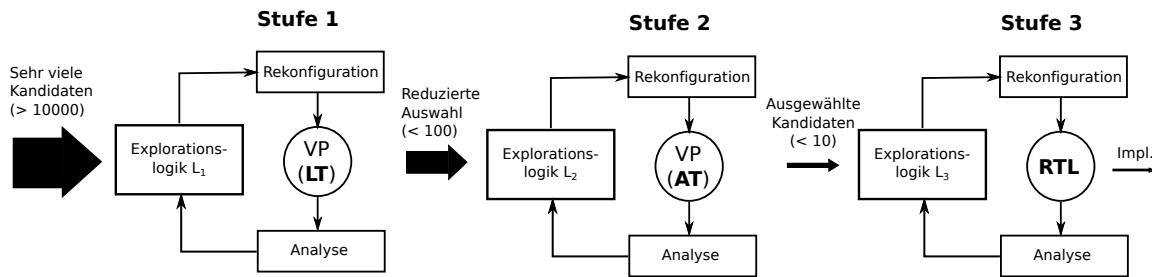 Stufe 1
Sehr viele
Kandidaten
(> 10000)
Rekonfiguration
Explorations-
logik L₁
VP
(LT)
Analyse
Reduzierte
Auswahl
(< 100)
Stufe 2
Rekonfiguration
Explorations-
logik L₂
VP
(AT)
Analyse
Ausgewählte
Kandidaten
(< 10)
Stufe 3
Rekonfiguration
Explorations-
logik L₃
RTL
Analyse
Impl.